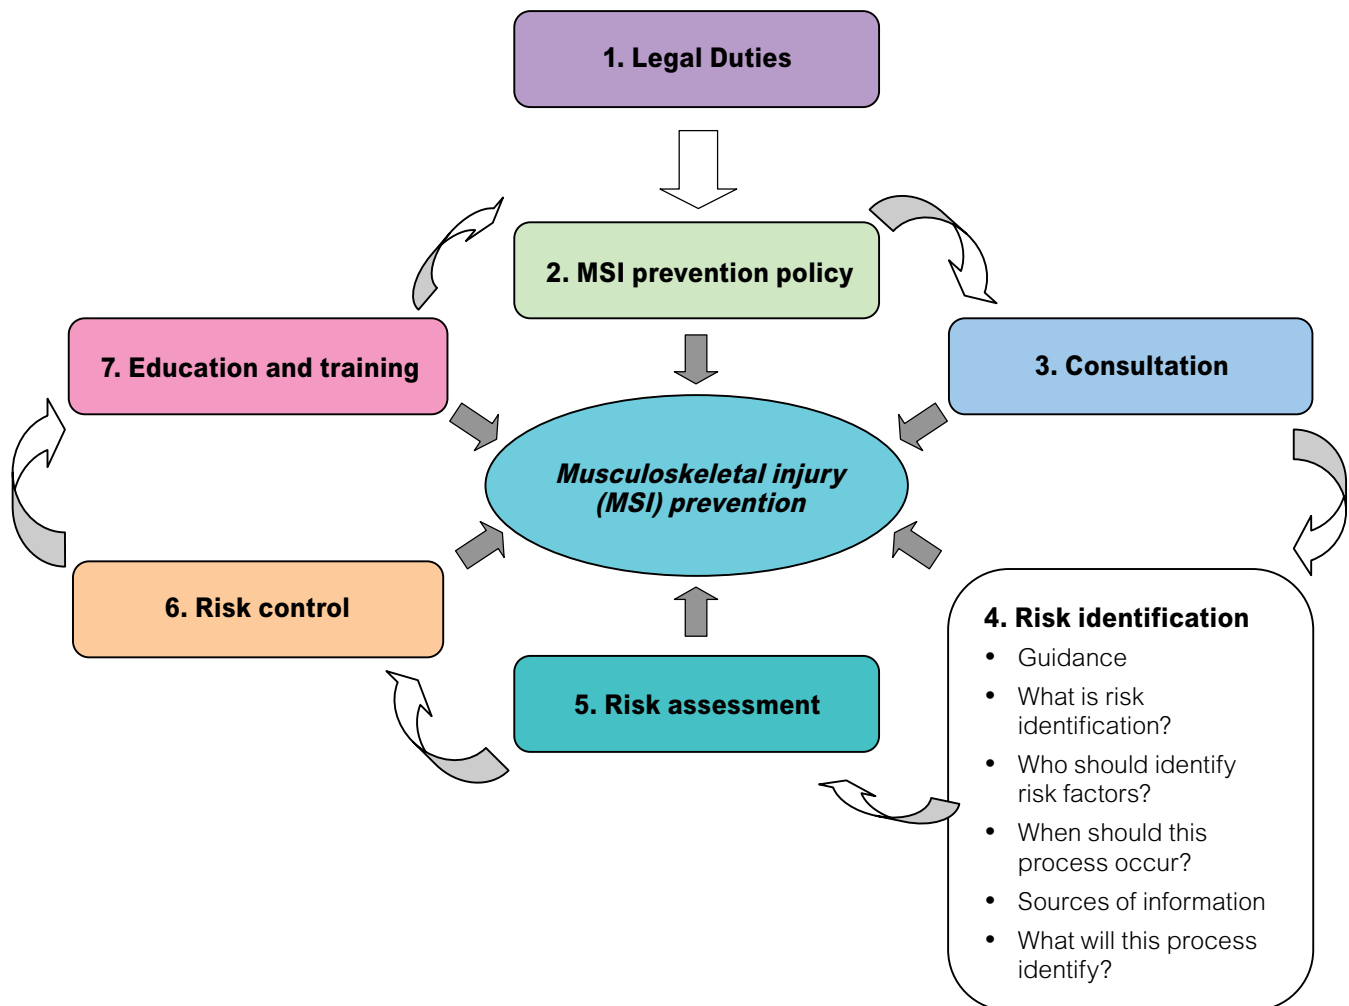 1. Legal Duties
2. MSI prevention policy
7. Education and training
3. Consultation
Musculoskeletal injury
(MSI) prevention
6. Risk control
5. Risk assessment
4. Risk identification
• Guidance
• What is risk
identification?
• Who should identify
risk factors?
• When should this
process occur?
• Sources of information
• What will this process
identify?